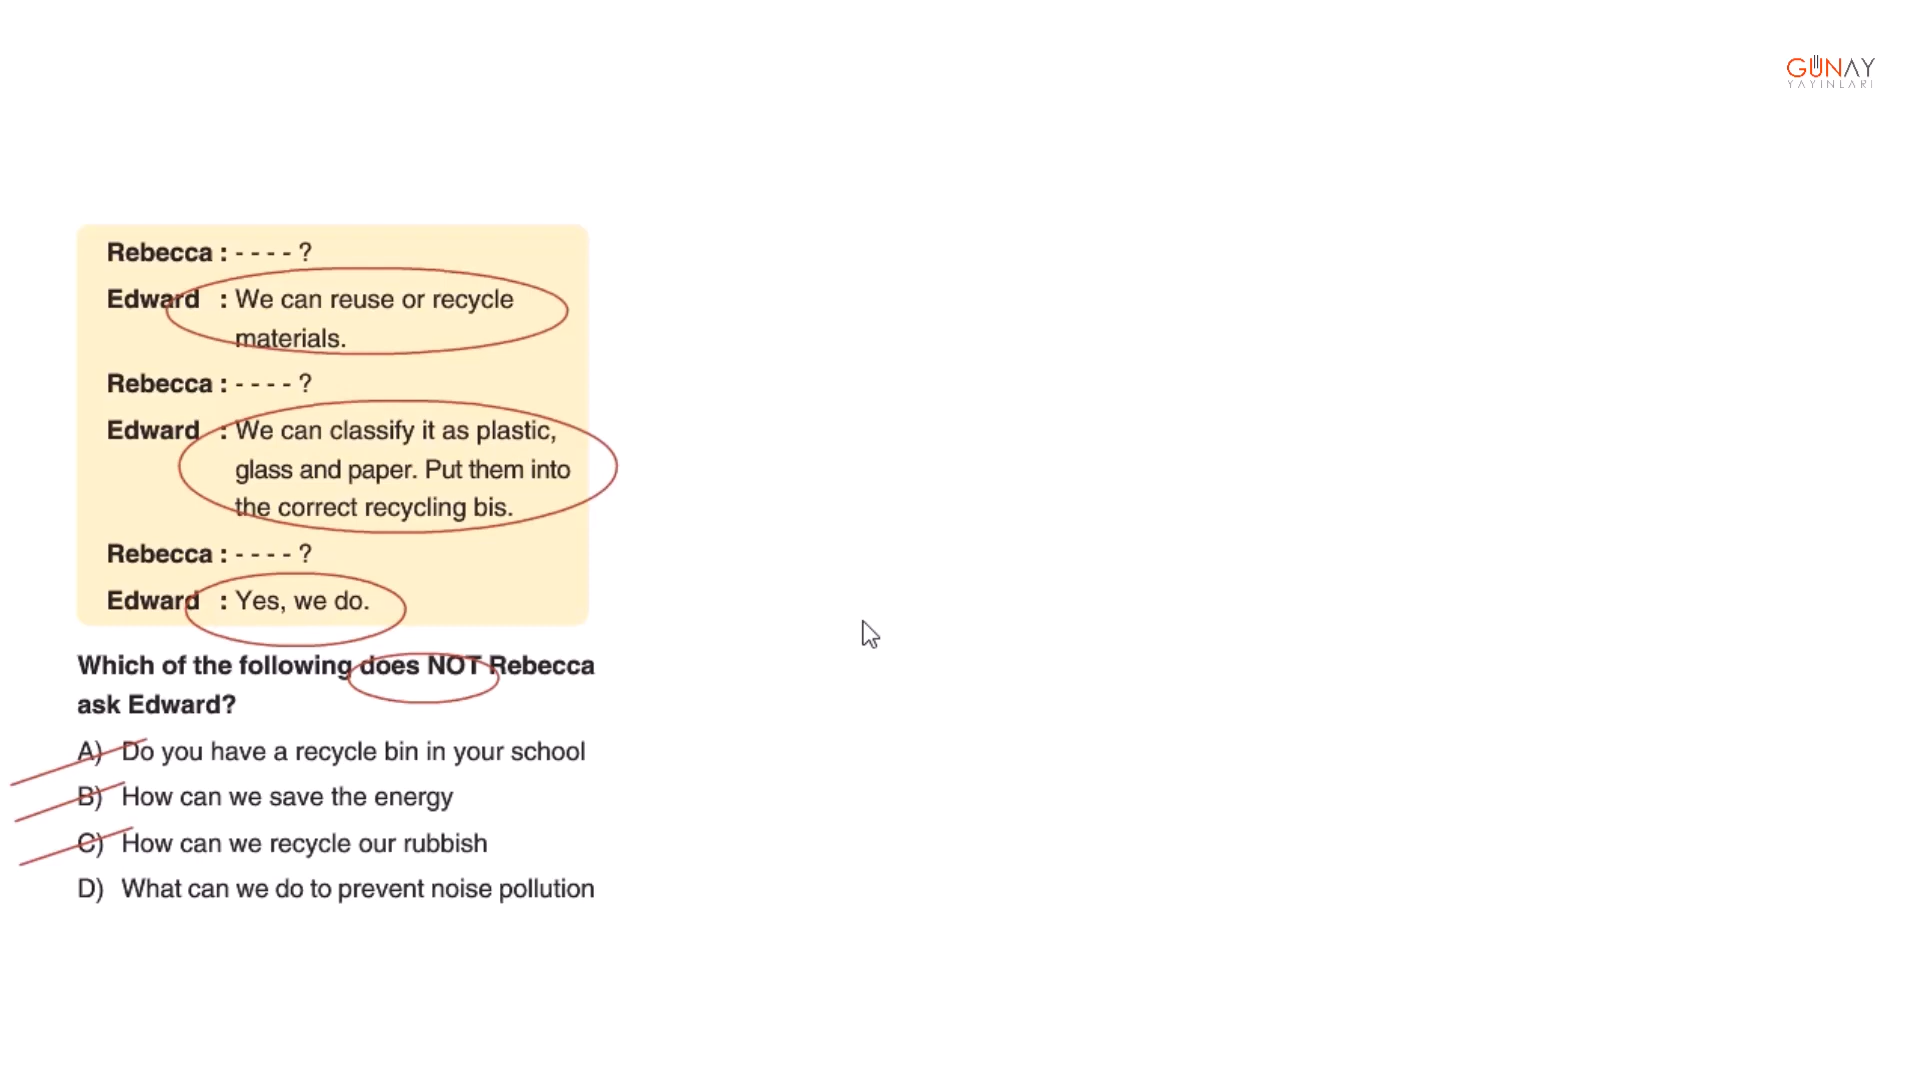 GÜNAY
YAYINLARI
Rebecca : - - - - ?
Edward : We can reuse or recycle
materials.
Rebecca : - - - - ?
Edward : We can classify it as plastic,
glass and paper. Put them into
the correct recycling bis.
Rebecca : - - - - ?
Edward : Yes, we do.
Which of the following does NOT Rebecca
ask Edward?
A) Do you have a recycle bin in your school
B) How can we save the energy
C) How can we recycle our rubbish
D) What can we do to prevent noise pollution